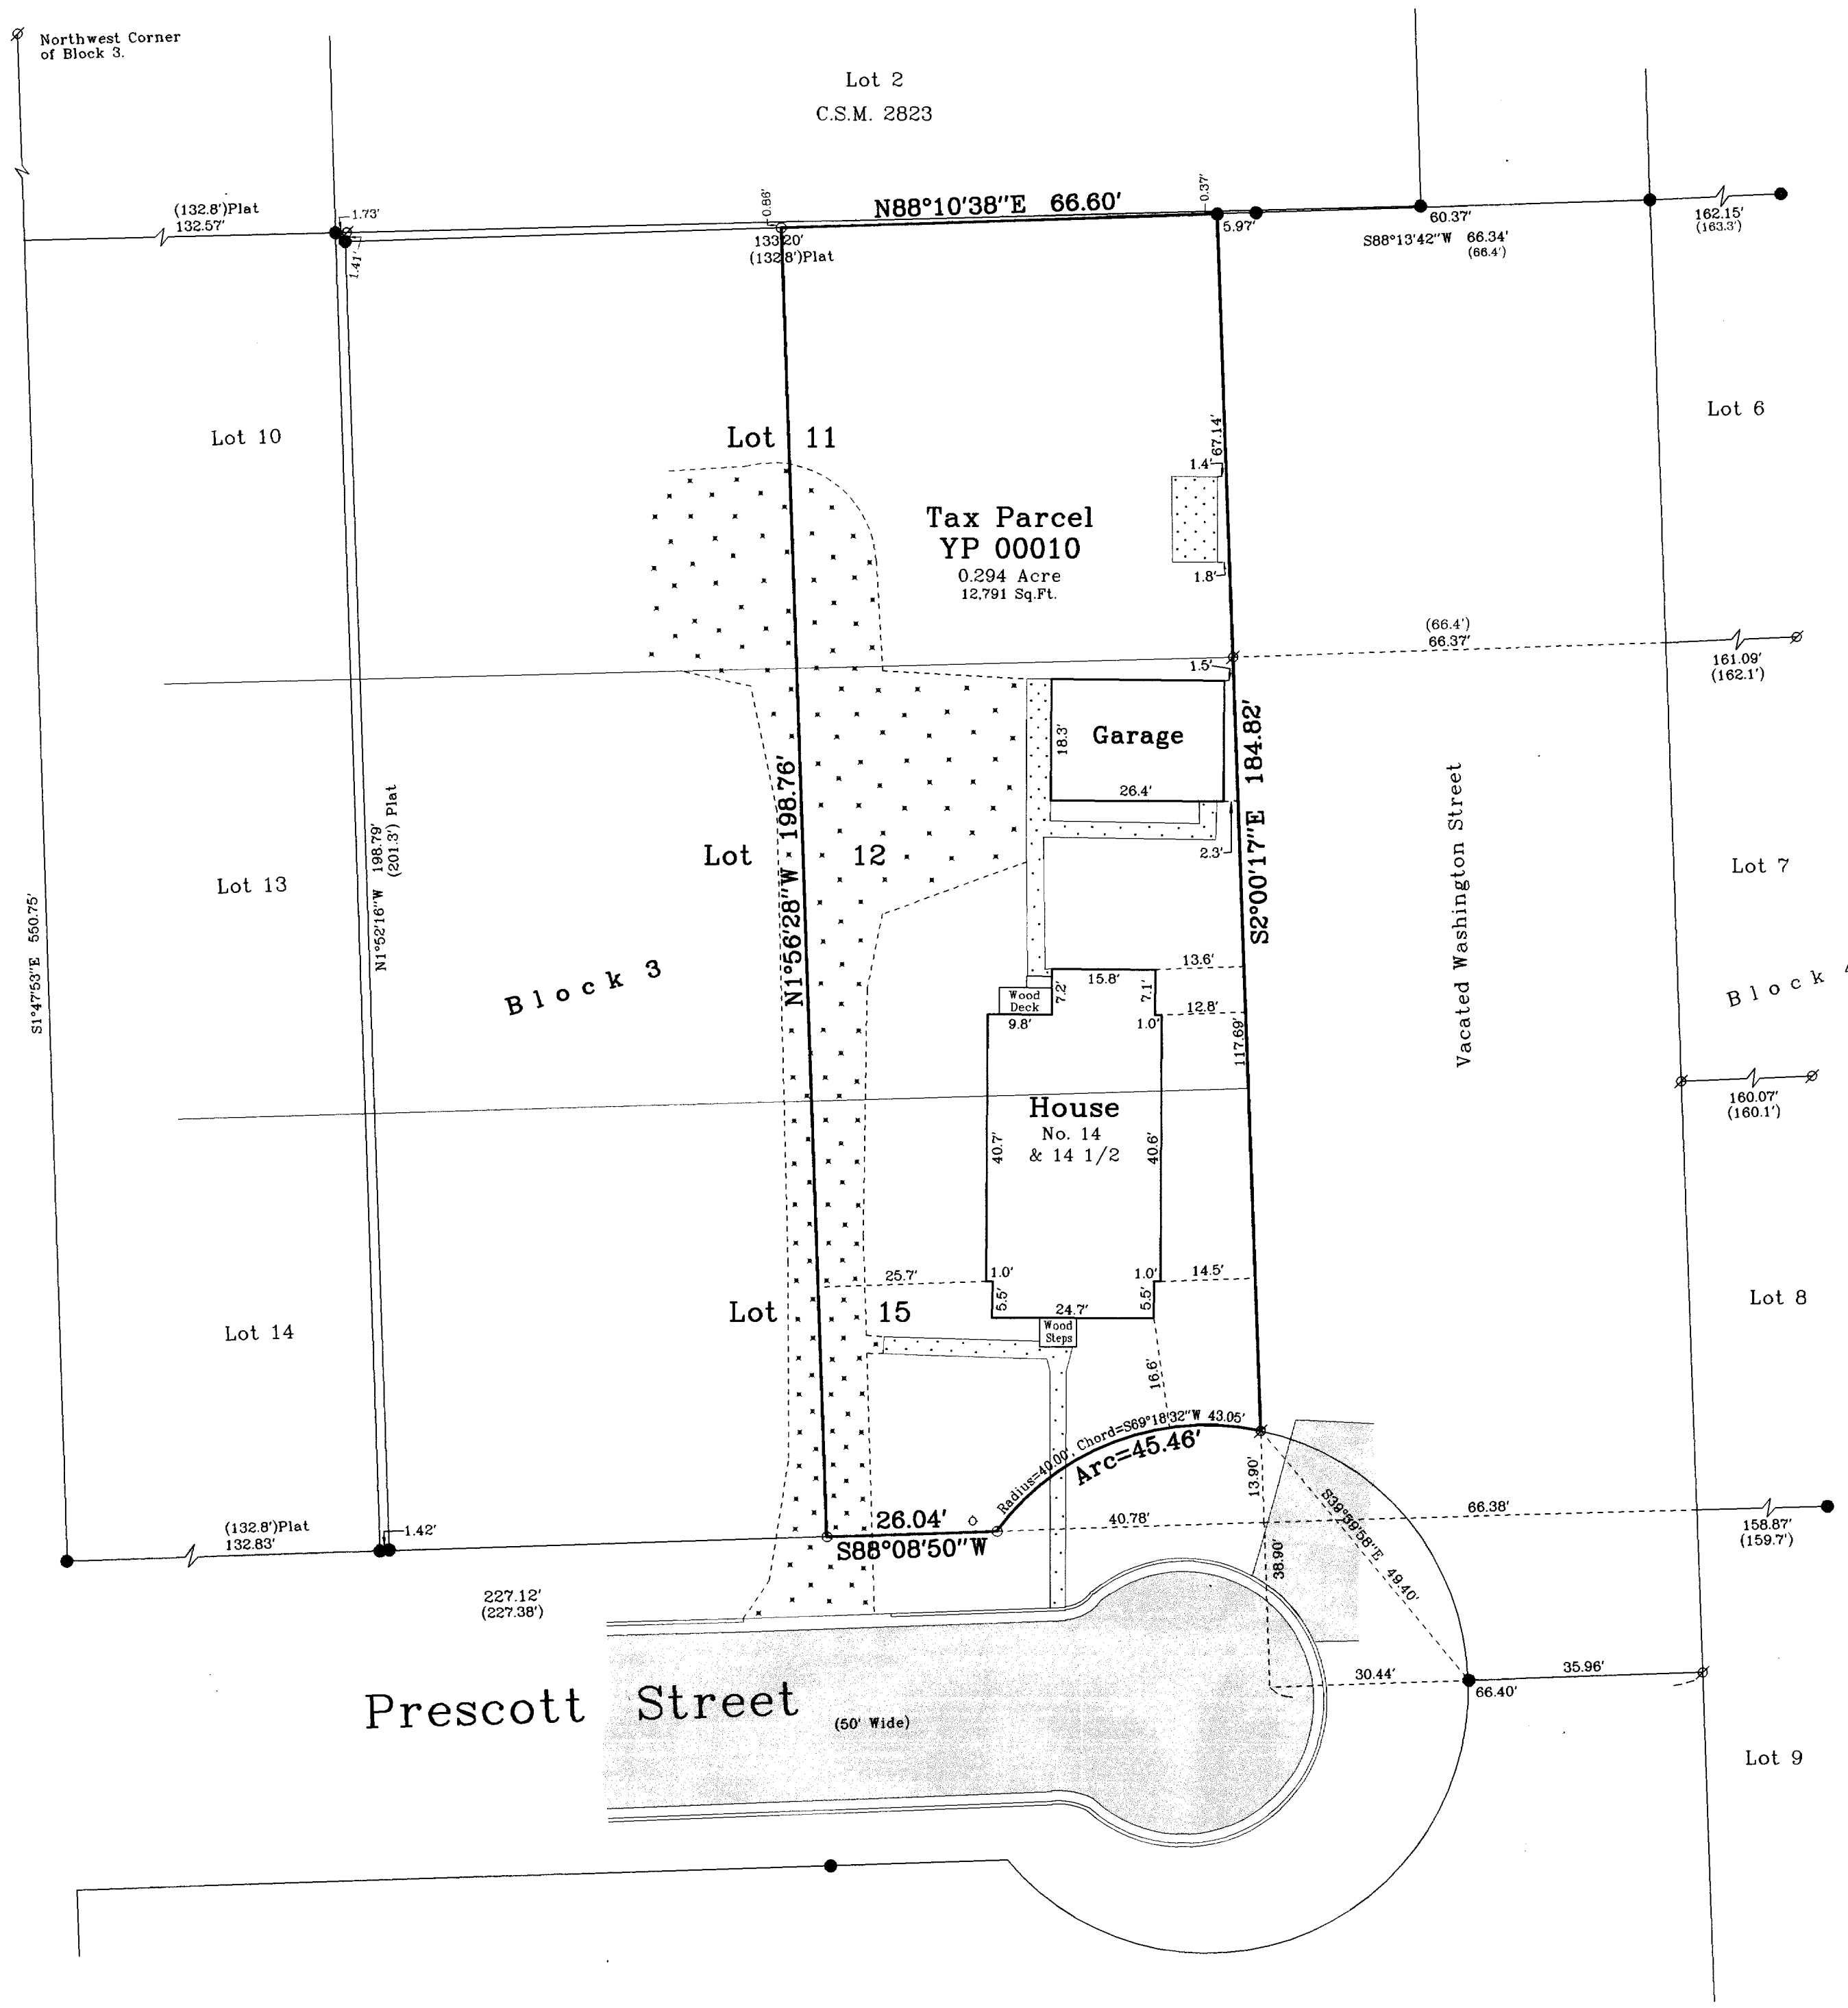 Northwest Corner
of Block 3.
Lot 2
C.S.M. 2823
(132.8')Plat
132.57'
1.73'
0.86'
N88°10'38"E 66.60'
0.37'
133.20'
(132.8')Plat
5.97'
60.37'
S88°13'42"W 66.34'
(66.4')
162.15'
(163.3')
1.41'
Lot 10
Lot 11
67.14'
1.4'
Lot 6
Tax Parcel
YP 00010
0.294 Acre
12,791 Sq.Ft.
1.8'
(66.4')
66.37'
161.09'
(162.1')
1.5'
Garage
18.3'
26.4'
2.3'
S2°00'17"E 184.82'
N1°56'28"W 198.76'
N1°52'16"W 198.79'
(201.3') Plat
Lot 13
Lot 12
Vacated Washington Street
Lot 7
S1°47'53"E 550.75'
Block 3
Block
13.6'
15.8'
Wood
Deck
7.2'
7.1'
12.8'
9.8'
1.0'
117.69'
160.07'
(160.1')
House
No. 14
& 14 1/2
40.7'
40.6'
25.7'
1.0'
1.0'
14.5'
5.5'
24.7'
5.5'
Lot 15
Lot 14
Lot 8
Wood
Steps
16.6'
Radius=40.00', Chord=S69°18'32"W 43.05'
Arc=45.46'
13.90'
26.04'
S88°08'50"W
40.78'
66.38'
S39°59'58"E 49.40'
38.90'
(132.8')Plat
132.83'
1.42'
158.87'
(159.7')
227.12'
(227.38')
30.44'
35.96'
66.40'
Prescott Street
(50' Wide)
Lot 9